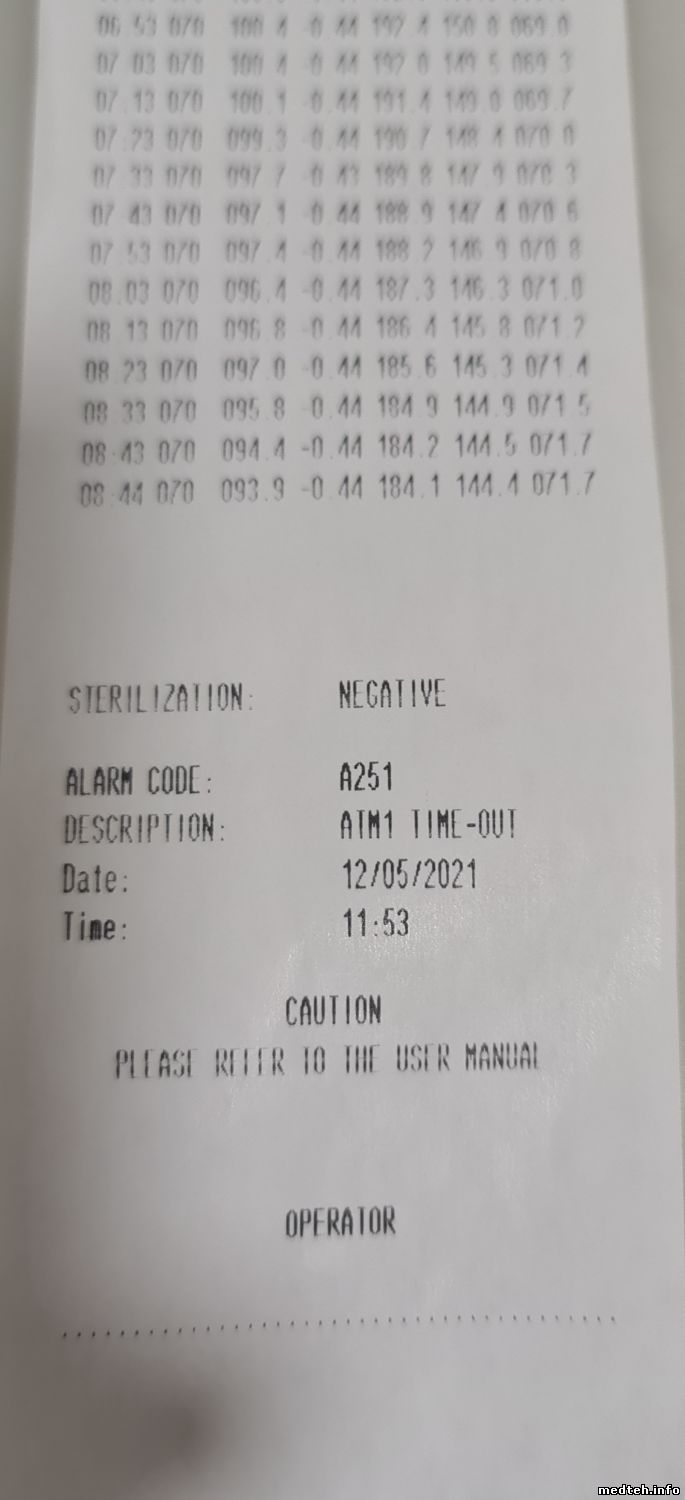 06 53 070 100.4 -0 44 192 4 150 0 069 0
07 03 070 100 4 -0 44 192 0 149 5 069 3
07 13 070 100.1 -0.44 191.4 149.0 069.7
07 23 070 099.3 -0.44 190 7 148 4 070 0
07 33 070 097 7 -0 43 189 8 147 9 070 3
07 43 070 097 1 -0 44 188 9 147 4 070 6
07 53 070 097.4 -0.44 188 2 146 9 070 8
08.03 070 096.4 -0.44 187.3 146.3 071.0
08 13 070 096 8 -0.44 186 4 145 8 071.2
08 23 070 097 0 -0.44 185.6 145.3 071.4
08 33 070 095.8 -0.44 184 9 144.9 071 5
08:43 070 094.4 -0.44 184.2 144.5 071.7
08:44 070 093.9 -0 44 184.1 144.4 071.7
STERILIZATION: NEGATIVE
ALARM CODE: A251
DESCRIPTION: ATM1 TIME-OUT
Date: 12/05/2021
Time: 11:53
CAUTION
PLEASE REFER TO THE USER MANUAL
OPERATOR
medteh.info